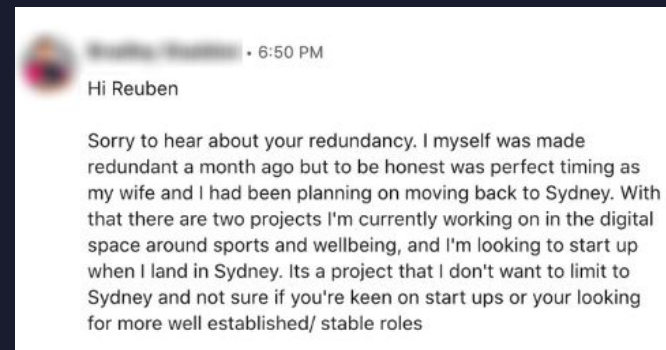 • 6:50 PM
Hi Reuben
Sorry to hear about your redundancy. I myself was made
redundant a month ago but to be honest was perfect timing as
my wife and I had been planning on moving back to Sydney. With
that there are two projects I'm currently working on in the digital
space around sports and wellbeing, and I'm looking to start up
when I land in Sydney. Its a project that I don't want to limit to
Sydney and not sure if you're keen on start ups or your looking
for more well established/ stable roles